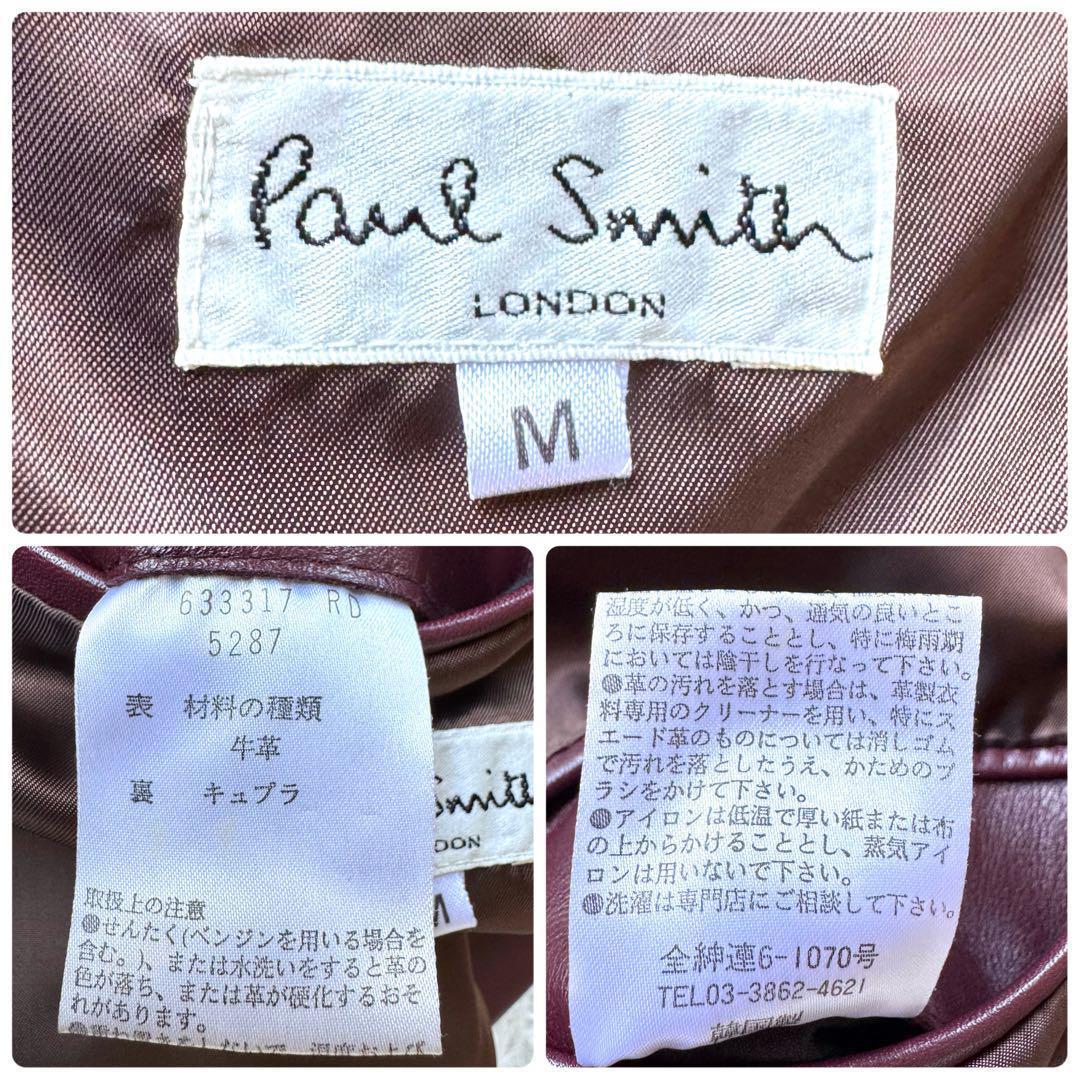 Paul Smith
LONDON
M
633317 RD
5287
表 材料の種類
牛革
裏 キュプラ
取扱上の注意
●せんたく(ベンジンを用いる場合を
含む。)、または水洗いをすると革の
色が落ち、または革が硬化するおそ
れがあります。
Smith
DON
M
湿度が低く、かつ、通気の良いとこ
ろに保存することとし、特に梅雨期
においては陰干しを行なって下さい。
●革の汚れを落とす場合は、革製衣
料専用のクリーナーを用い、特にス
エード革のものについては消しゴム
で汚れを落としたうえ、かためのブ
ラシをかけて下さい。
●アイロンは低温で厚い紙または布
の上からかけることとし、蒸気アイ
ロンは用いないで下さい。
●洗濯は専門店にご相談して下さい。
全紳連6-1070号
TEL03-3862-4621
韓国製